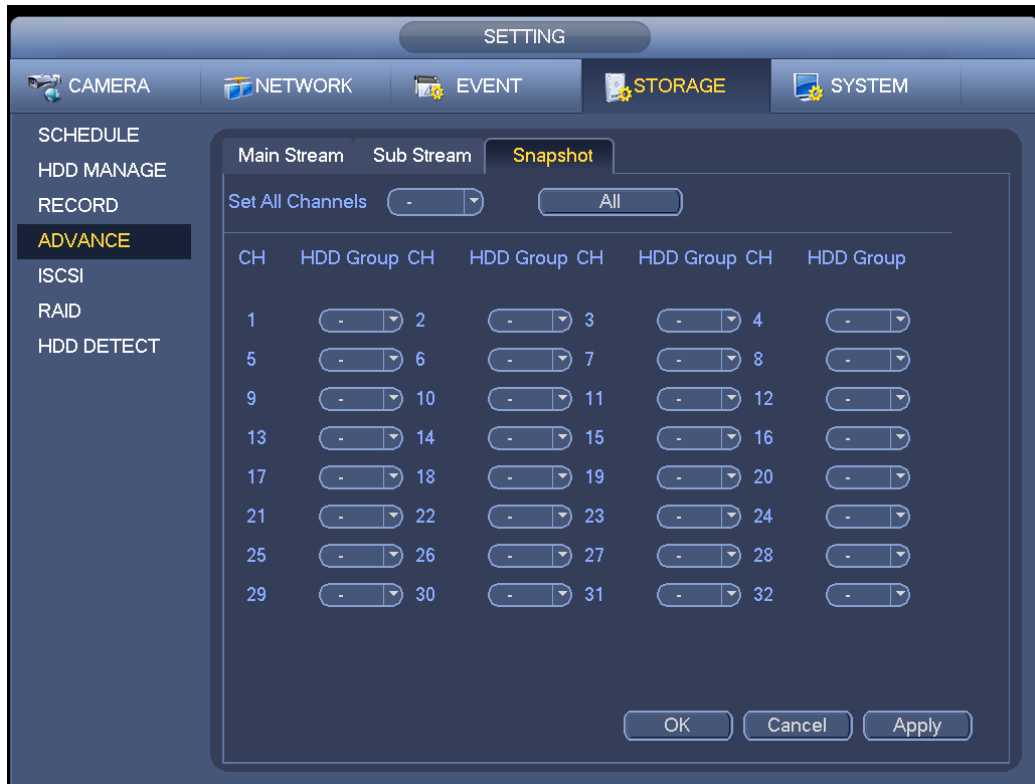 SETTING
CAMERA NETWORK EVENT STORAGE SYSTEM
SCHEDULE
HDD MANAGE
RECORD
ADVANCE
ISCSI
RAID
HDD DETECT
Main Stream Sub Stream Snapshot
Set All Channels - All
CH HDD Group CH HDD Group CH HDD Group CH HDD Group
1 - 2 - 3 - 4 -
5 - 6 - 7 - 8 -
9 - 10 - 11 - 12 -
13 - 14 - 15 - 16 -
17 - 18 - 19 - 20 -
21 - 22 - 23 - 24 -
25 - 26 - 27 - 28 -
29 - 30 - 31 - 32 -
OK Cancel Apply